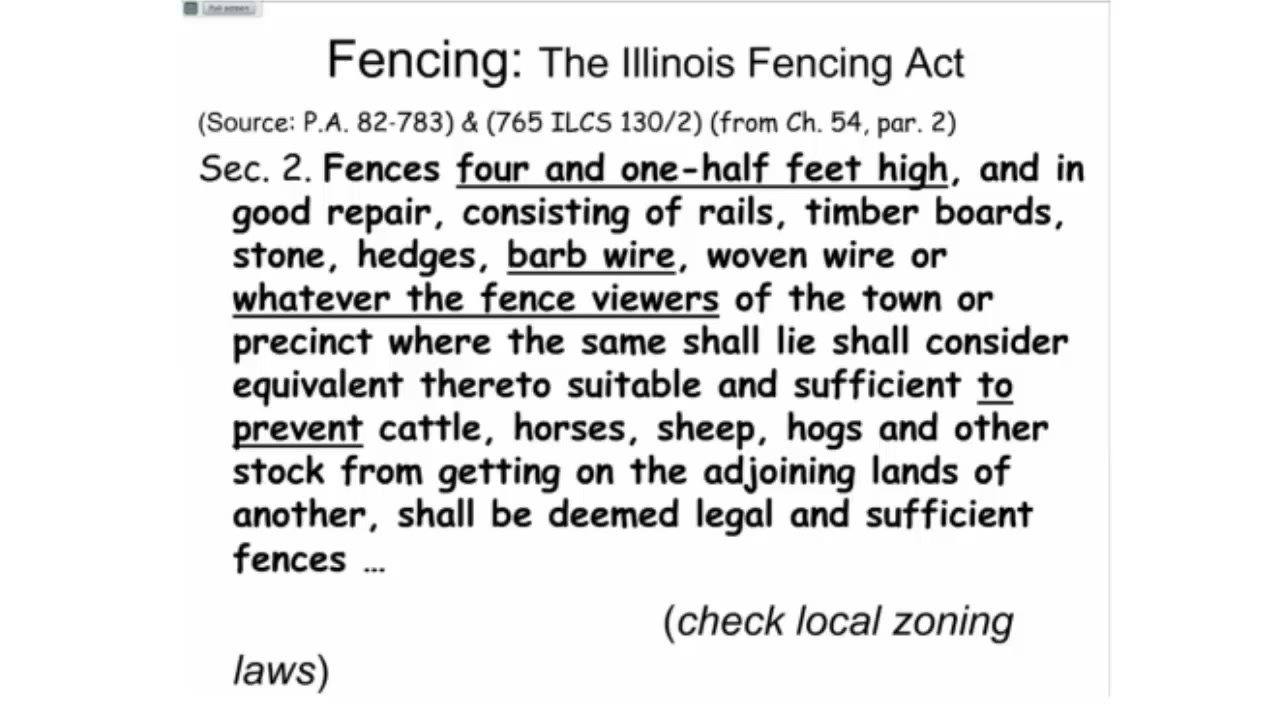 Full screen
Fencing: The Illinois Fencing Act
(Source: P.A. 82-783) & (765 ILCS 130/2) (from Ch. 54, par. 2)
Sec. 2. Fences four and one-half feet high, and in
good repair, consisting of rails, timber boards,
stone, hedges, barb wire, woven wire or
whatever the fence viewers of the town or
precinct where the same shall lie shall consider
equivalent thereto suitable and sufficient to
prevent cattle, horses, sheep, hogs and other
stock from getting on the adjoining lands of
another, shall be deemed legal and sufficient
fences …
(check local zoning
laws)